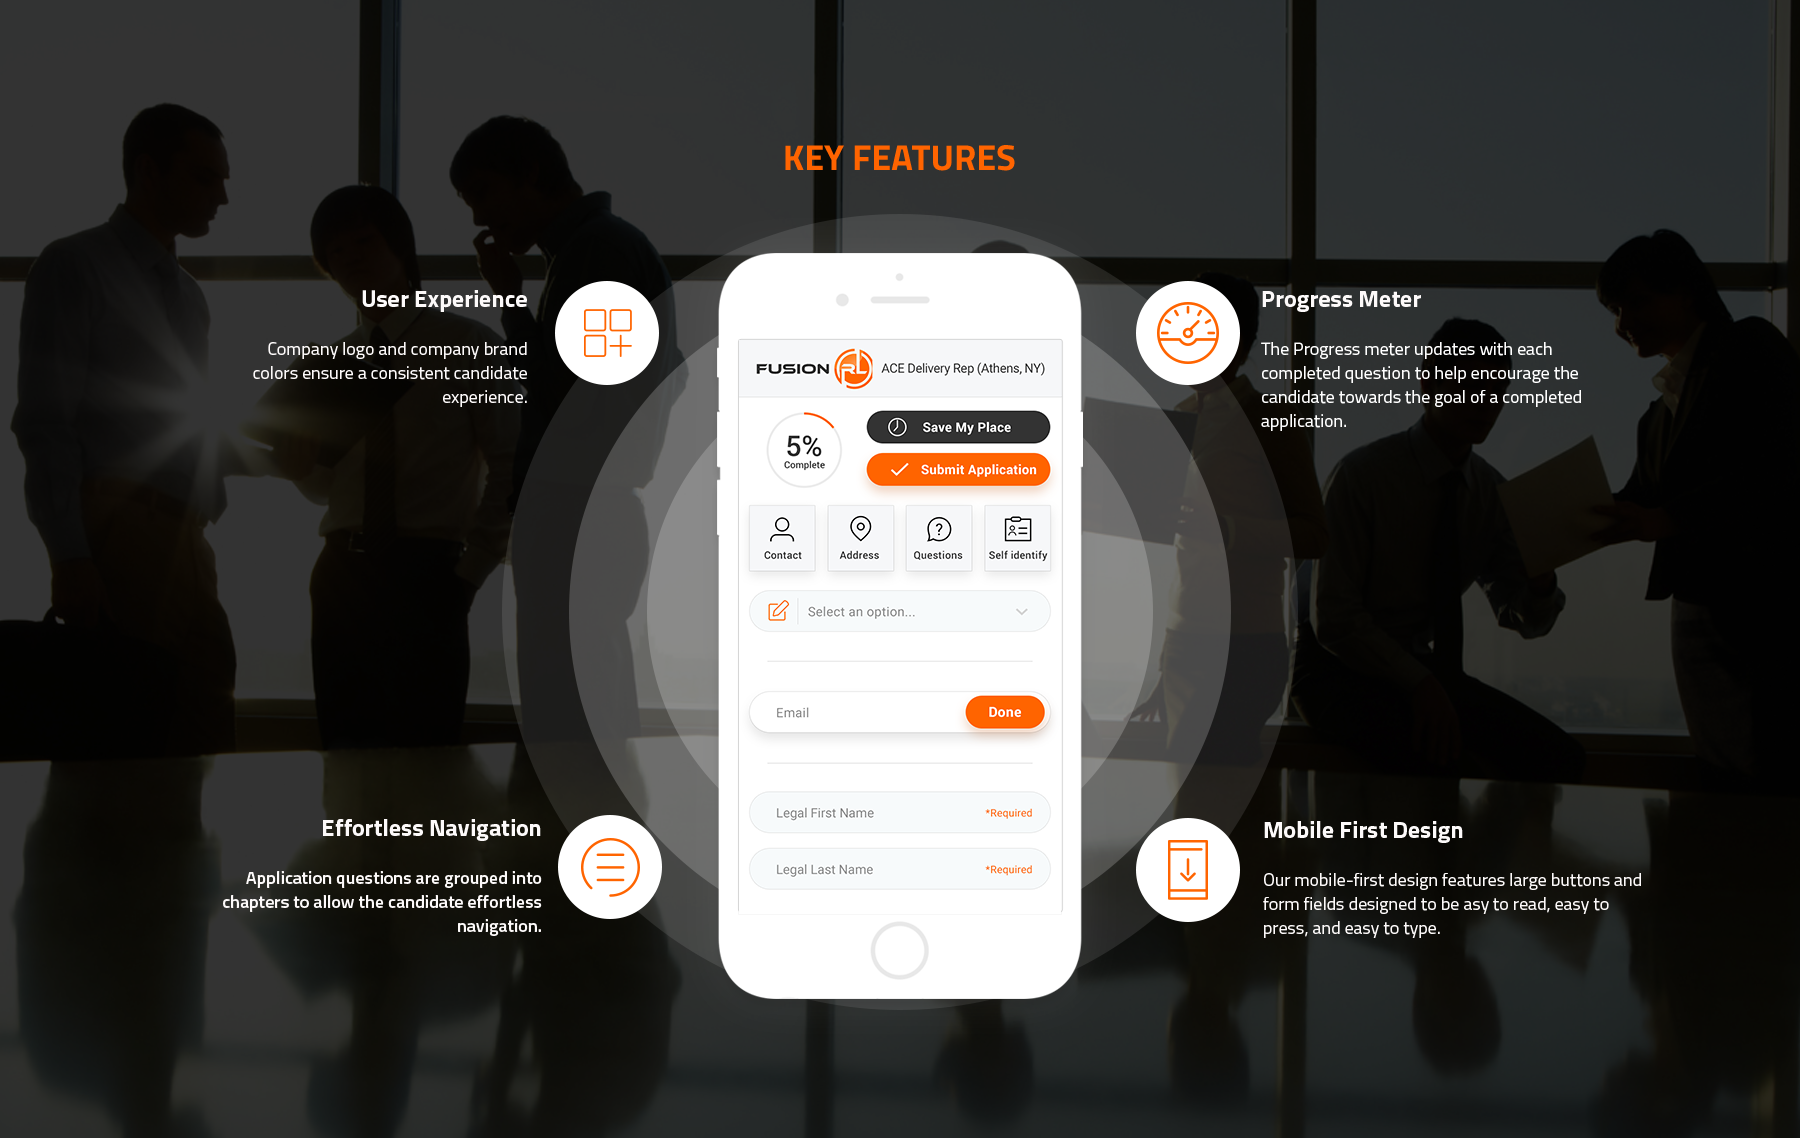 KEY FEATURES
User Experience
Company logo and company brand
colors ensure a consistent candidate
experience.
Progress Meter
The Progress meter updates with each
completed question to help encourage the
candidate towards the goal of a completed
application.
FUSION RL ACE Delivery Rep (Athens, NY)
5%
Complete
Save My Place
Submit Application
Contact Address Questions Self identify
Select an option...
Email Done
Legal First Name *Required
Legal Last Name *Required
Effortless Navigation
Application questions are grouped into
chapters to allow the candidate effortless
navigation.
Mobile First Design
Our mobile-first design features large buttons and
form fields designed to be asy to read, easy to
press, and easy to type.